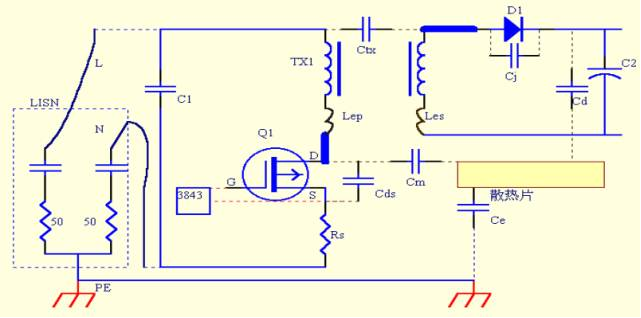 D1
Ctx
L
TX1
Cj
C2
C1
Cd
LISN
Lep
Les
N
Q1
D
G
S
Cm
3843
Cds
散热片
50
50
Rs
Ce
PE